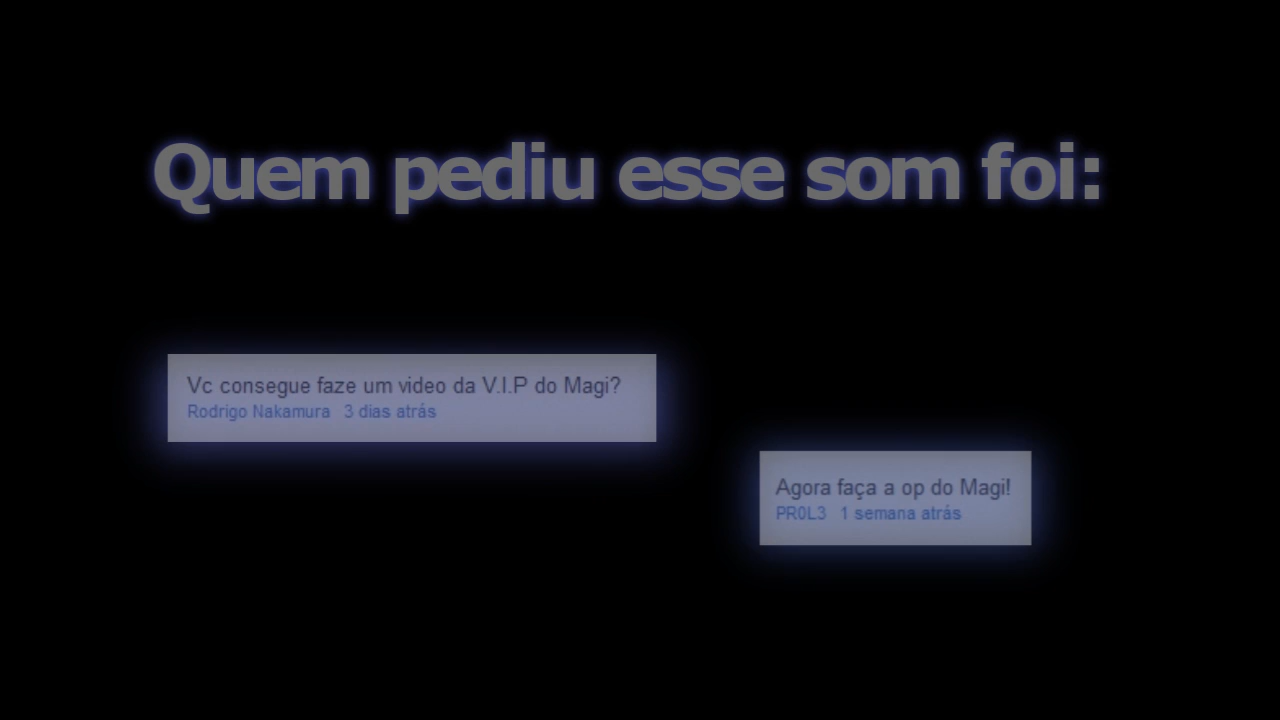 Quem pediu esse som foi:
Vc consegue faze um video da V.I.P do Magi?
Rodrigo Nakamura 3 dias atrás
Agora faça a op do Magi!
PR0L3 1 semana atrás